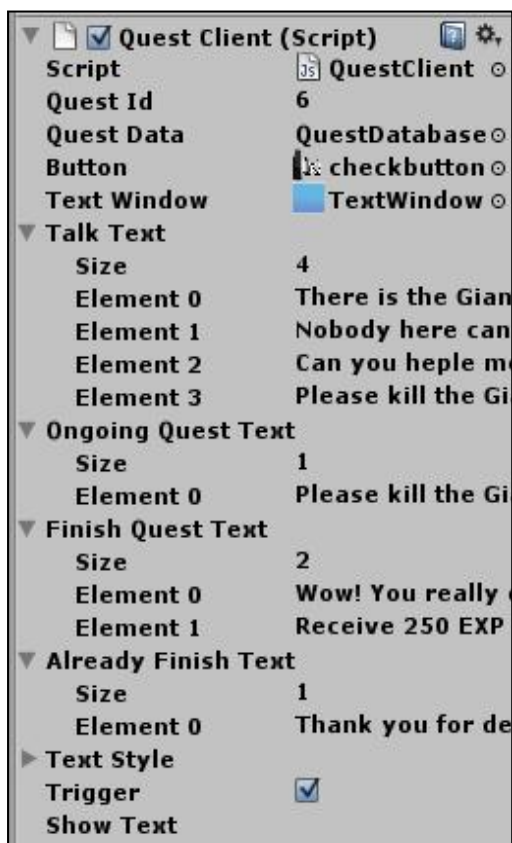 Quest Client (Script)
Script Js QuestClient
Quest Id 6
Quest Data QuestDatabase
Button checkbutton
Text Window TextWindow
Talk Text
Size 4
Element 0 There is the Gian
Element 1 Nobody here can
Element 2 Can you heple m
Element 3 Please kill the Gi
Ongoing Quest Text
Size 1
Element 0 Please kill the Gi
Finish Quest Text
Size 2
Element 0 Wow! You really
Element 1 Receive 250 EXP
Already Finish Text
Size 1
Element 0 Thank you for de
Text Style
Trigger
Show Text